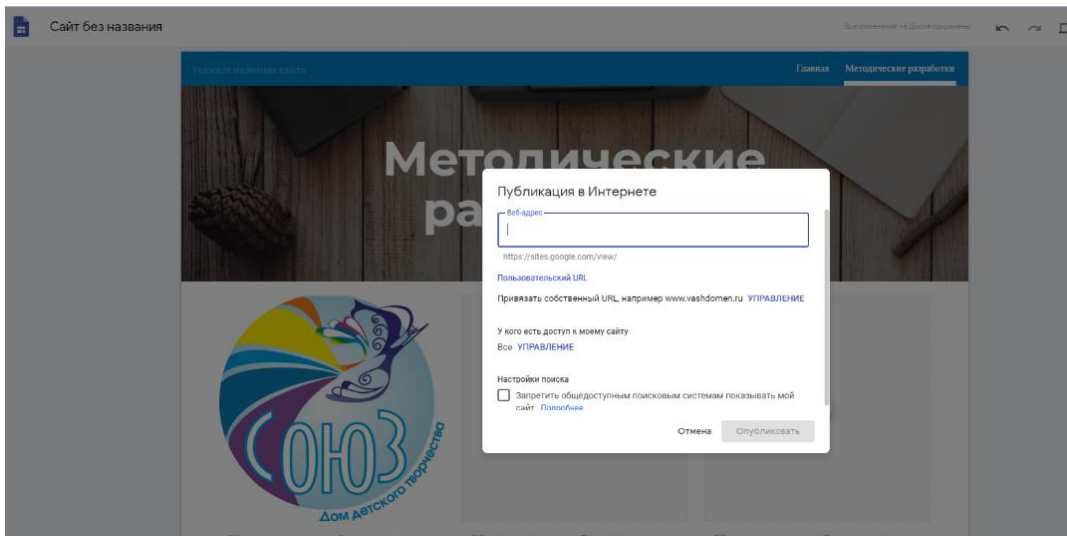 Сайт без названия
Все изменения на Диске сохранены
Укажите название сайта
Главная Методические разработки
Методические
ра
Публикация в Интернете
Веб-адрес
https://sites.google.com/view/
Пользовательский URL
Привязать собственный URL, например www.vashdomen.ru УПРАВЛЕНИЕ
У кого есть доступ к моему сайту
Все УПРАВЛЕНИЕ
Настройки поиска
Запретить общедоступным поисковым системам показывать мой
сайт. Подробнее
Отмена Опубликовать
СОЮЗ
Дом детского творчества